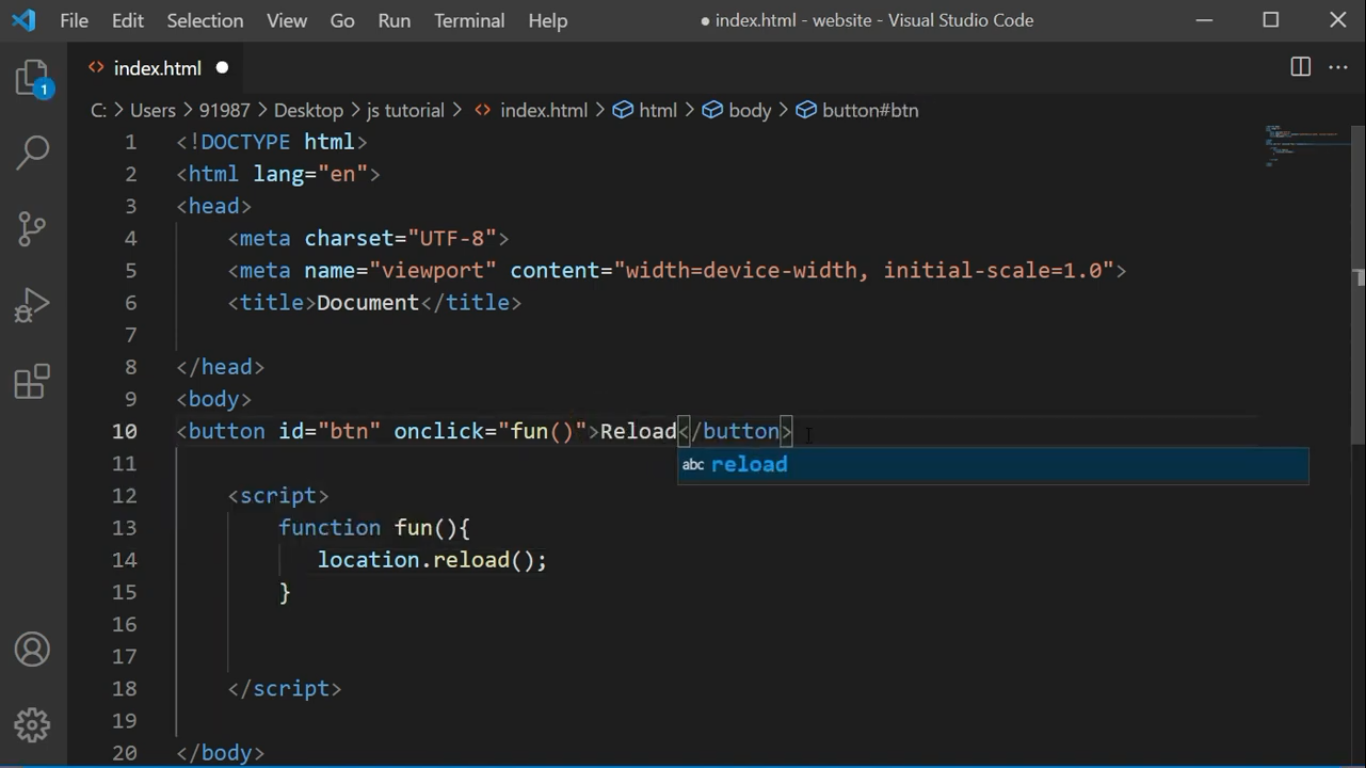 File Edit Selection View Go Run Terminal Help ● index.html - website - Visual Studio Code
<> index.html ●
1
C: > Users > 91987 > Desktop > js tutorial > <> index.html > html > body > button#btn
1 <!DOCTYPE html>
2 <html lang="en">
3 <head>
4 <meta charset="UTF-8">
5 <meta name="viewport" content="width=device-width, initial-scale=1.0">
6 <title>Document</title>
7
8 </head>
9 <body>
10 <button id="btn" onclick="fun()">Reload</button>
11
abc reload
12 <script>
13 function fun(){
14 location.reload();
15 }
16
17
18 </script>
19
20 </body>